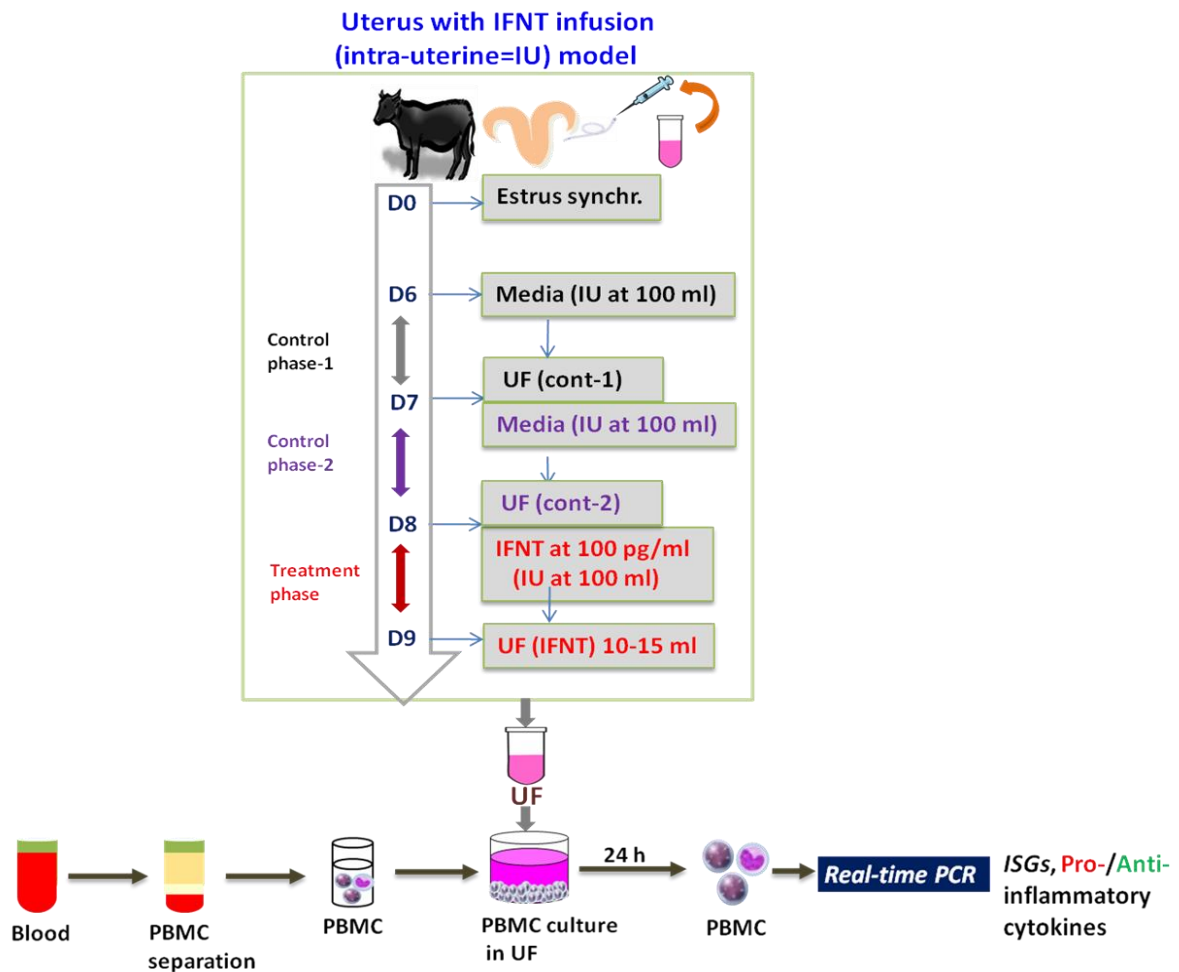 Uterus with IFNT infusion
(intra-uterine=IU) model
D0
Estrus synchr.
D6
Media (IU at 100 ml)
Control
phase-1
UF (cont-1)
D7
Media (IU at 100 ml)
Control
phase-2
UF (cont-2)
D8
IFNT at 100 pg/ml
(IU at 100 ml)
Treatment
phase
D9
UF (IFNT) 10-15 ml
UF
24 h
Blood
PBMC
separation
PBMC
PBMC culture
in UF
PBMC
Real-time PCR
ISGs, Pro-/Anti-
inflammatory
cytokines